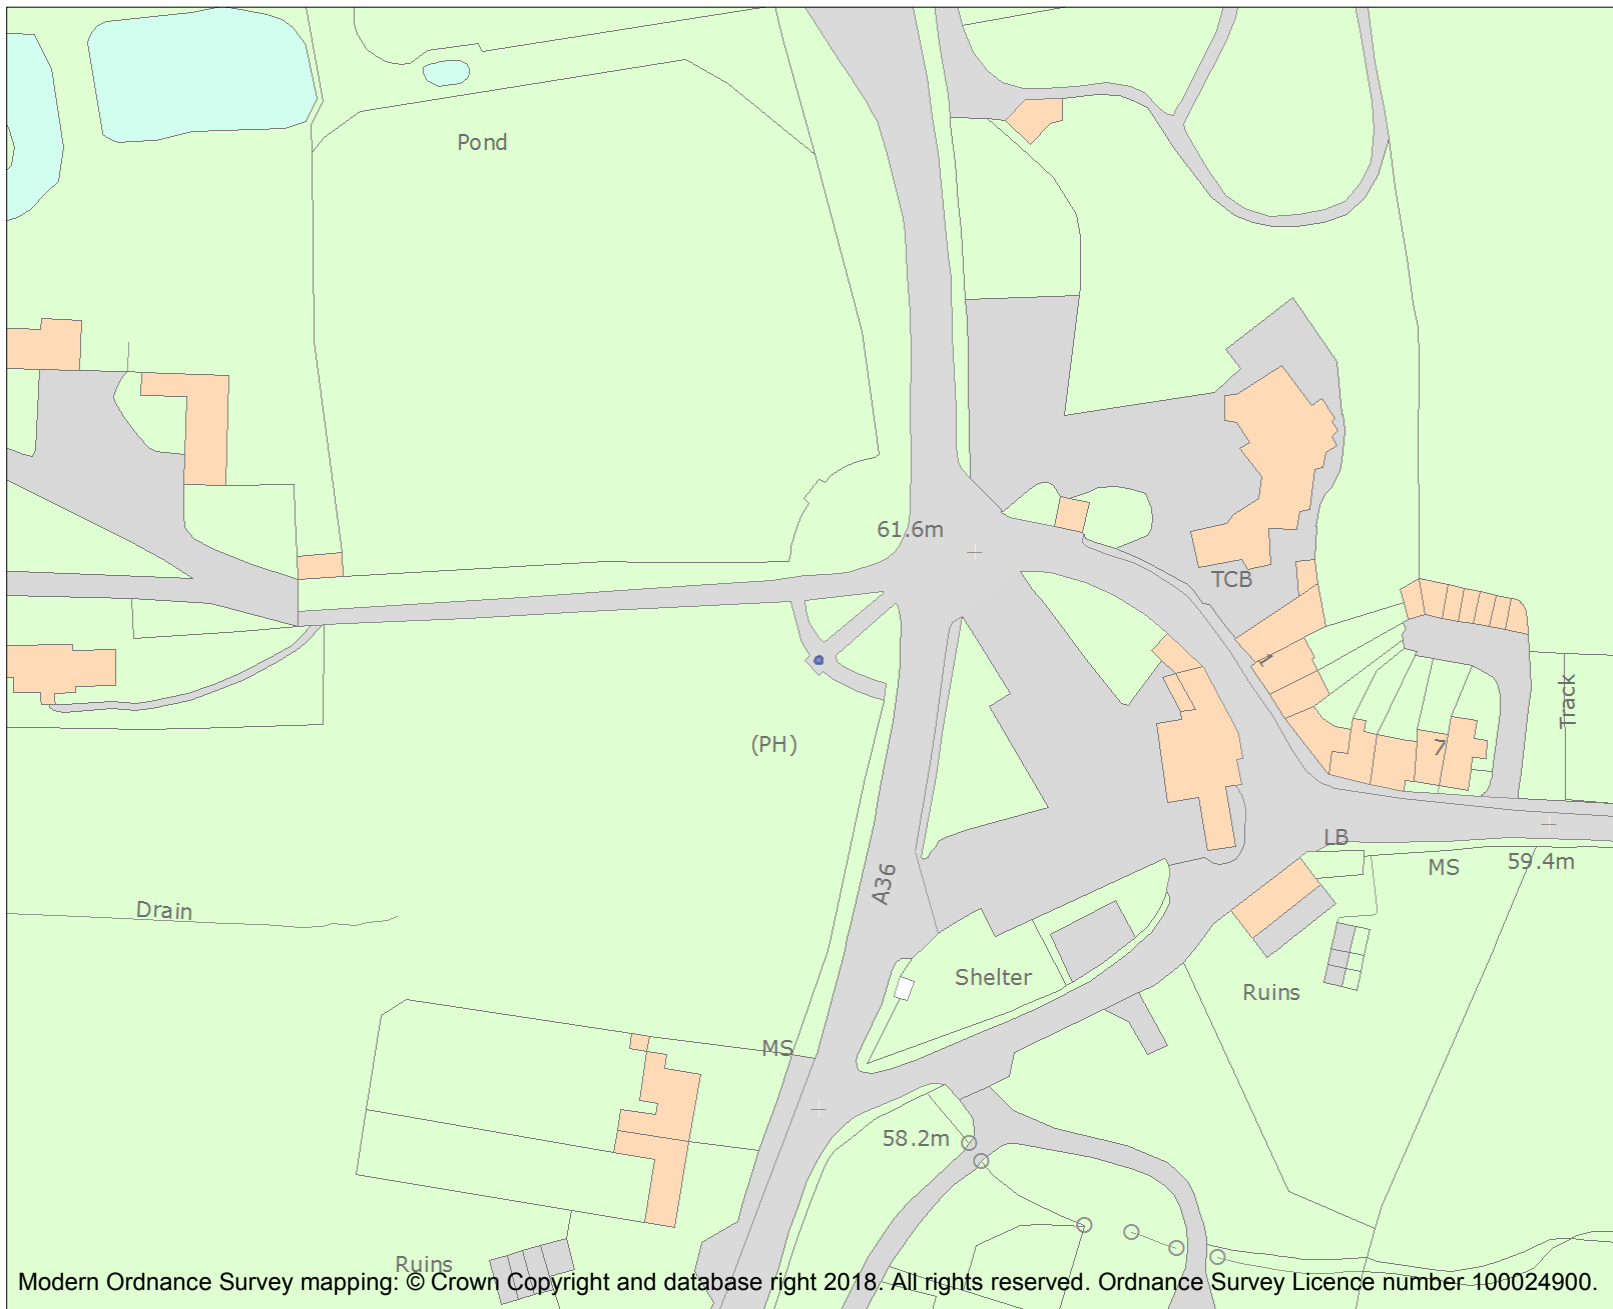 Pond
61.6m
TCB
1
Track
(PH)
7
LB
59.4m
MS
A36
Drain
Shelter
Ruins
MS
58.2m
Ruins
Modern Ordnance Survey mapping: © Crown Copyright and database right 2018. All rights reserved. Ordnance Survey Licence number 100024900.